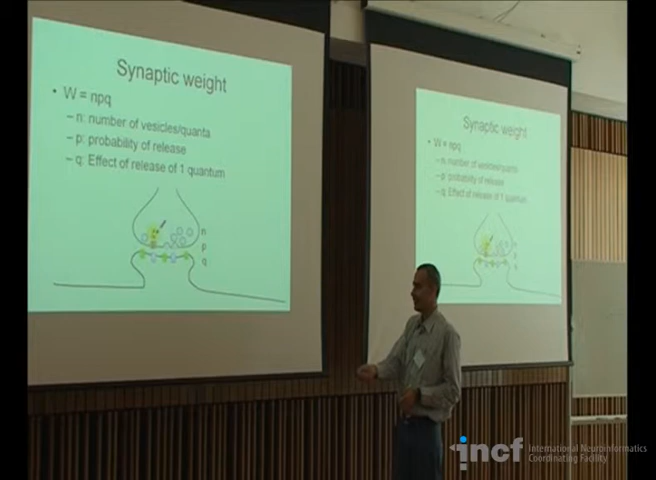 Synaptic weight
• W = npq
– n: number of vesicles/quanta
– p: probability of release
– q: Effect of release of 1 quantum
n
p
q
Synaptic weight
• W = npq
– n: number of vesicles/quanta
– p: probability of release
– q: Effect of release of 1 quantum
n
p
q
incf International Neuroinformatics
Coordinating Facility